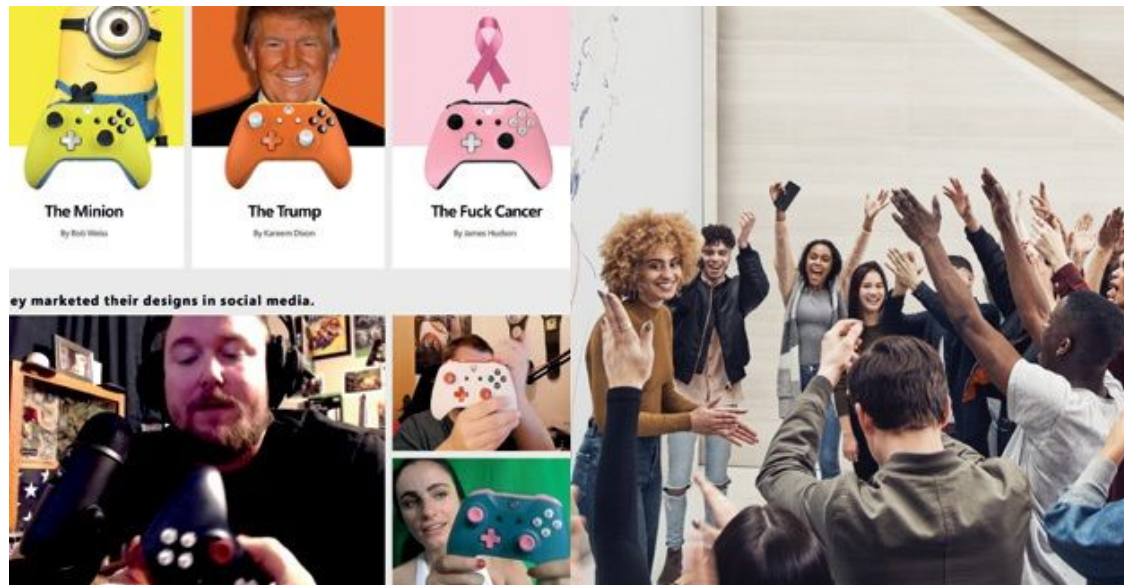 The Minion
By Bob Weiss
The Trump
By Kareem Dixon
The Fuck Cancer
By James Hudson
ey marketed their designs in social media.